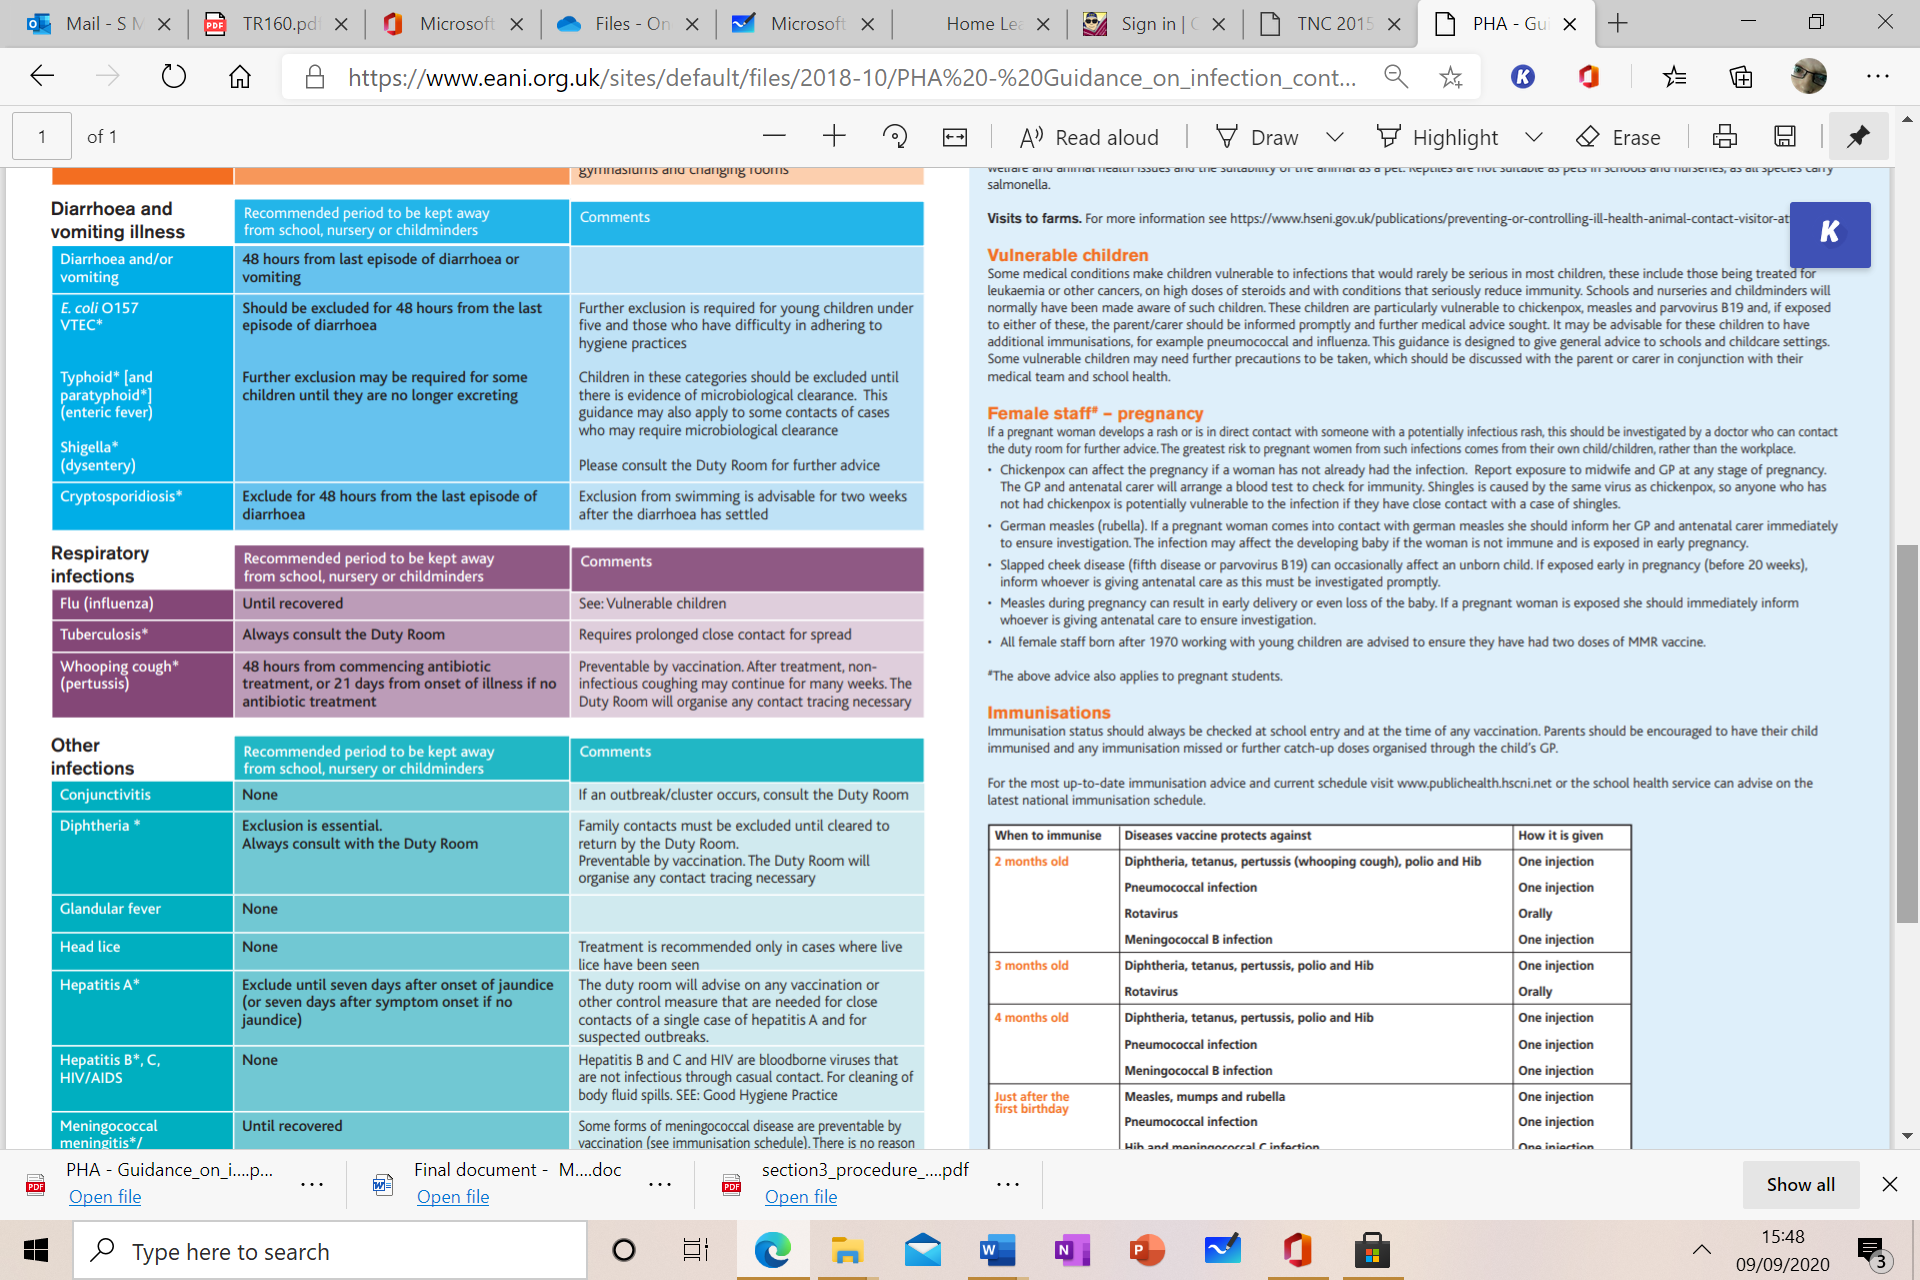 Mail - S M
TR160.pd
Microsoft
Files - On
Microsoft
Home Lea
Sign in | C
TNC 2015
PHA - Gui
https://www.eani.org.uk/sites/default/files/2018-10/PHA%20-%20Guidance_on_infection_cont...
1
of 1
Read aloud
Draw
Highlight
Erase
gymnasiums and changing rooms
Diarrhoea and
vomiting illness
Recommended period to be kept away
from school, nursery or childminders
Comments
Diarrhoea and/or
vomiting
48 hours from last episode of diarrhoea or
vomiting
E. coli O157
VTEC*
Should be excluded for 48 hours from the last
episode of diarrhoea
Further exclusion is required for young children under
five and those who have difficulty in adhering to
hygiene practices
Typhoid* [and
paratyphoid*]
(enteric fever)
Further exclusion may be required for some
children until they are no longer excreting
Children in these categories should be excluded until
there is evidence of microbiological clearance. This
guidance may also apply to some contacts of cases
who may require microbiological clearance
Shigella*
(dysentery)
Please consult the Duty Room for further advice
Cryptosporidiosis*
Exclude for 48 hours from the last episode of
diarrhoea
Exclusion from swimming is advisable for two weeks
after the diarrhoea has settled
Respiratory
infections
Recommended period to be kept away
from school, nursery or childminders
Comments
Flu (influenza)
Until recovered
See: Vulnerable children
Tuberculosis*
Always consult the Duty Room
Requires prolonged close contact for spread
Whooping cough*
(pertussis)
48 hours from commencing antibiotic
treatment, or 21 days from onset of illness if no
antibiotic treatment
Preventable by vaccination. After treatment, non-
infectious coughing may continue for many weeks. The
Duty Room will organise any contact tracing necessary
Other
infections
Recommended period to be kept away
from school, nursery or childminders
Comments
Conjunctivitis
None
If an outbreak/cluster occurs, consult the Duty Room
Diphtheria *
Exclusion is essential.
Always consult with the Duty Room
Family contacts must be excluded until cleared to
return by the Duty Room.
Preventable by vaccination. The Duty Room will
organise any contact tracing necessary
Glandular fever
None
Head lice
None
Treatment is recommended only in cases where live
lice have been seen
Hepatitis A*
Exclude until seven days after onset of jaundice
(or seven days after symptom onset if no
jaundice)
The duty room will advise on any vaccination or
other control measure that are needed for close
contacts of a single case of hepatitis A and for
suspected outbreaks.
Hepatitis B*, C,
HIV/AIDS
None
Hepatitis B and C and HIV are bloodborne viruses that
are not infectious through casual contact. For cleaning of
body fluid spills. SEE: Good Hygiene Practice
Meningococcal
meningitis*/
Until recovered
Some forms of meningococcal disease are preventable by
vaccination (see immunisation schedule). There is no reason
welfare and animal health issues and the suitability of the animal as a pet. Reptiles are not suitable as pets in schools and nurseries, as all species carry
salmonella.
Visits to farms. For more information see https://www.hseni.gov.uk/publications/preventing-or-controlling-ill-health-animal-contact-visitor-at
K
Vulnerable children
Some medical conditions make children vulnerable to infections that would rarely be serious in most children, these include those being treated for
leukaemia or other cancers, on high doses of steroids and with conditions that seriously reduce immunity. Schools and nurseries and childminders will
normally have been made aware of such children. These children are particularly vulnerable to chickenpox, measles and parvovirus B19 and, if exposed
to either of these, the parent/carer should be informed promptly and further medical advice sought. It may be advisable for these children to have
additional immunisations, for example pneumococcal and influenza. This guidance is designed to give general advice to schools and childcare settings.
Some vulnerable children may need further precautions to be taken, which should be discussed with the parent or carer in conjunction with their
medical team and school health.
Female staff# – pregnancy
If a pregnant woman develops a rash or is in direct contact with someone with a potentially infectious rash, this should be investigated by a doctor who can contact
the duty room for further advice. The greatest risk to pregnant women from such infections comes from their own child/children, rather than the workplace.
• Chickenpox can affect the pregnancy if a woman has not already had the infection. Report exposure to midwife and GP at any stage of pregnancy.
The GP and antenatal carer will arrange a blood test to check for immunity. Shingles is caused by the same virus as chickenpox, so anyone who has
not had chickenpox is potentially vulnerable to the infection if they have close contact with a case of shingles.
• German measles (rubella). If a pregnant woman comes into contact with german measles she should inform her GP and antenatal carer immediately
to ensure investigation. The infection may affect the developing baby if the woman is not immune and is exposed in early pregnancy.
• Slapped cheek disease (fifth disease or parvovirus B19) can occasionally affect an unborn child. If exposed early in pregnancy (before 20 weeks),
inform whoever is giving antenatal care as this must be investigated promptly.
• Measles during pregnancy can result in early delivery or even loss of the baby. If a pregnant woman is exposed she should immediately inform
whoever is giving antenatal care to ensure investigation.
• All female staff born after 1970 working with young children are advised to ensure they have had two doses of MMR vaccine.
#The above advice also applies to pregnant students.
Immunisations
Immunisation status should always be checked at school entry and at the time of any vaccination. Parents should be encouraged to have their child
immunised and any immunisation missed or further catch-up doses organised through the child's GP.
For the most up-to-date immunisation advice and current schedule visit www.publichealth.hscni.net or the school health service can advise on the
latest national immunisation schedule.
When to immunise
Diseases vaccine protects against
How it is given
2 months old
Diphtheria, tetanus, pertussis (whooping cough), polio and Hib
One injection
Pneumococcal infection
One injection
Rotavirus
Orally
Meningococcal B infection
One injection
3 months old
Diphtheria, tetanus, pertussis, polio and Hib
One injection
Rotavirus
Orally
4 months old
Diphtheria, tetanus, pertussis, polio and Hib
One injection
Pneumococcal infection
One injection
Meningococcal B infection
One injection
Just after the
first birthday
Measles, mumps and rubella
One injection
Pneumococcal infection
One injection
Hib and meningococcal C infection
One injection
PHA - Guidance_on_i....p...
Open file
Final document - M....doc
Open file
section3_procedure_....pdf
Open file
Show all
Type here to search
15:48
09/09/2020
3